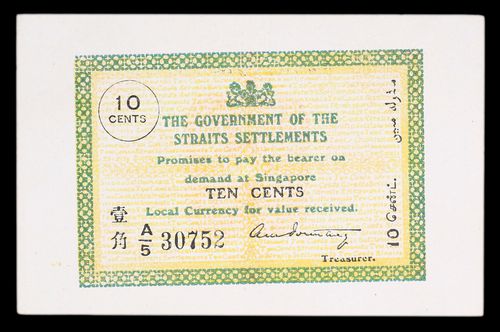 10
CENTS
THE GOVERNMENT OF THE
STRAITS SETTLEMENTS
Promises to pay the bearer on
demand at Singapore
TEN CENTS
Local Currency for value received.
壹
角
A/5 30752
Treasurer.
10 சென்ட்.